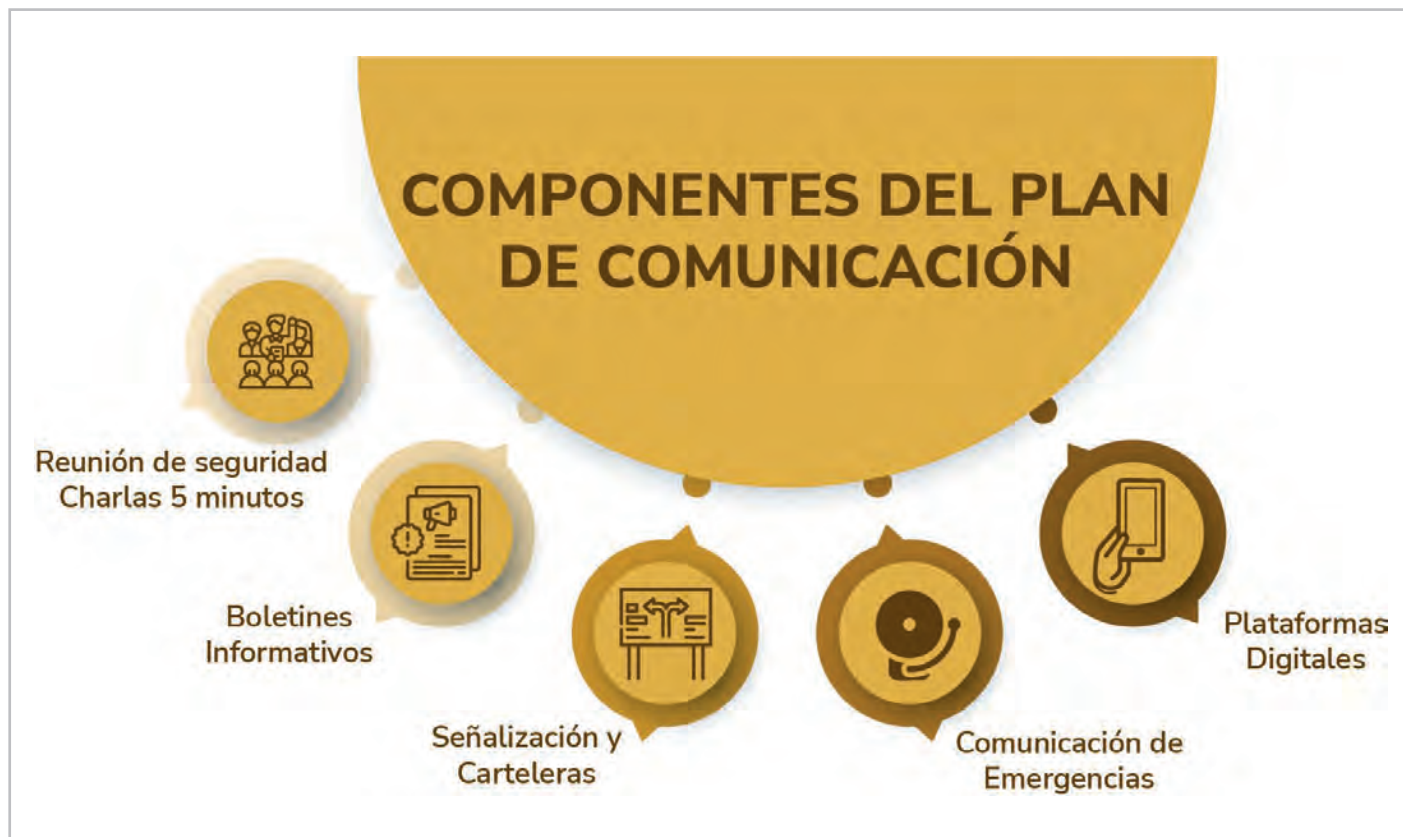 COMPONENTES DEL PLAN
DE COMUNICACIÓN
Reunión de seguridad
Charlas 5 minutos
Boletines
Informativos
Señalización y
Carteleras
Comunicación de
Emergencias
Plataformas
Digitales